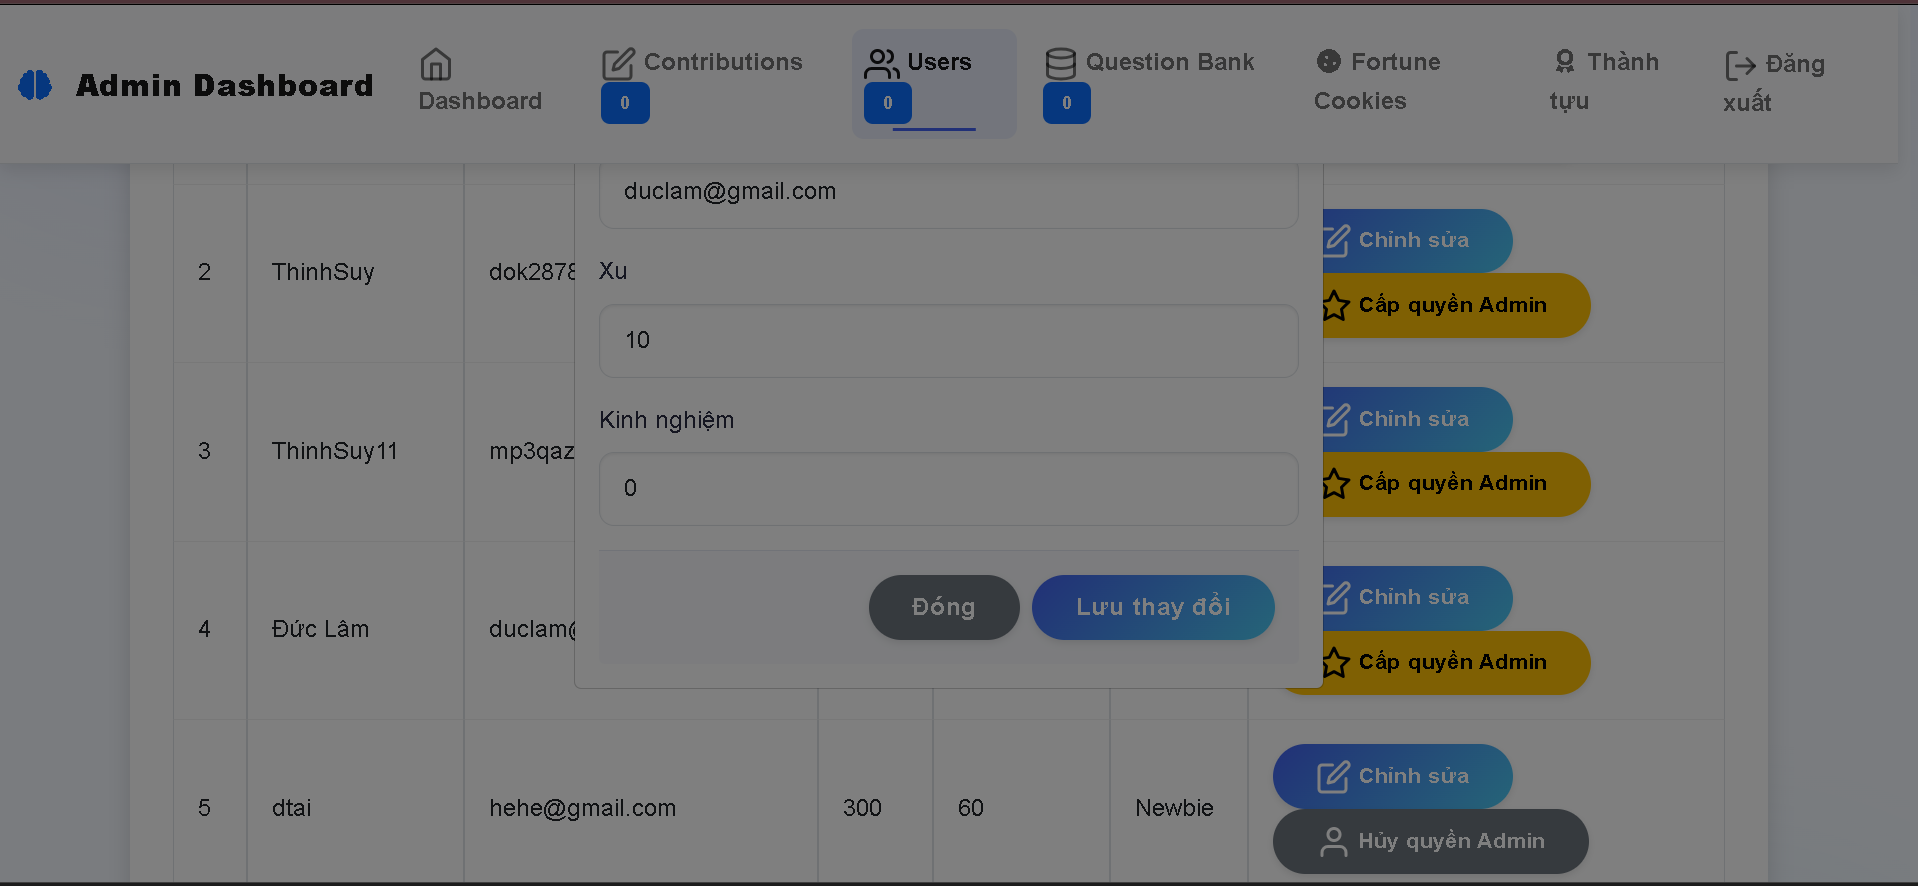 Admin Dashboard
Dashboard
Contributions
0
Users
0
Question Bank
0
Fortune
Cookies
Thành
tựu
Đăng
xuất
duclam@gmail.com
Xu
10
Kinh nghiệm
0
Đóng
Lưu thay đổi
2
ThinhSuy
dok2878
Chỉnh sửa
Cấp quyền Admin
3
ThinhSuy11
mp3qaz
Chỉnh sửa
Cấp quyền Admin
4
Đức Lâm
duclam@
Chỉnh sửa
Cấp quyền Admin
5
dtai
hehe@gmail.com
300
60
Newbie
Chỉnh sửa
Hủy quyền Admin